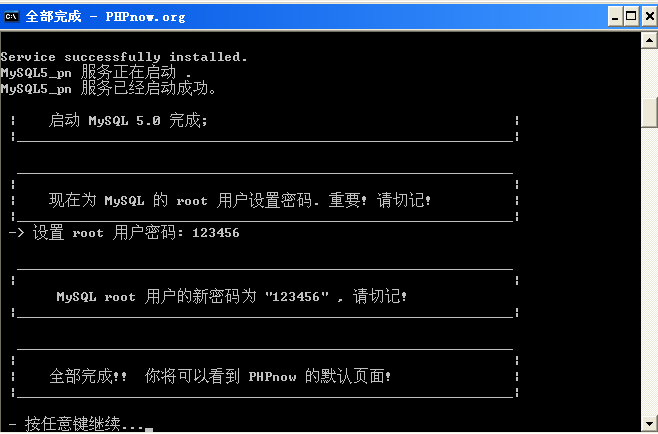 全部完成 - PHPnow.org
Service successfully installed.
MySQL5_pn 服务正在启动 .
MySQL5_pn 服务已经启动成功。
启动 MySQL 5.0 完成;
现在为 MySQL 的 root 用户设置密码. 重要! 请切记!
-> 设置 root 用户密码: 123456
MySQL root 用户的新密码为 "123456" , 请切记!
全部完成!! 你将可以看到 PHPnow 的默认页面!
- 按任意键继续..._